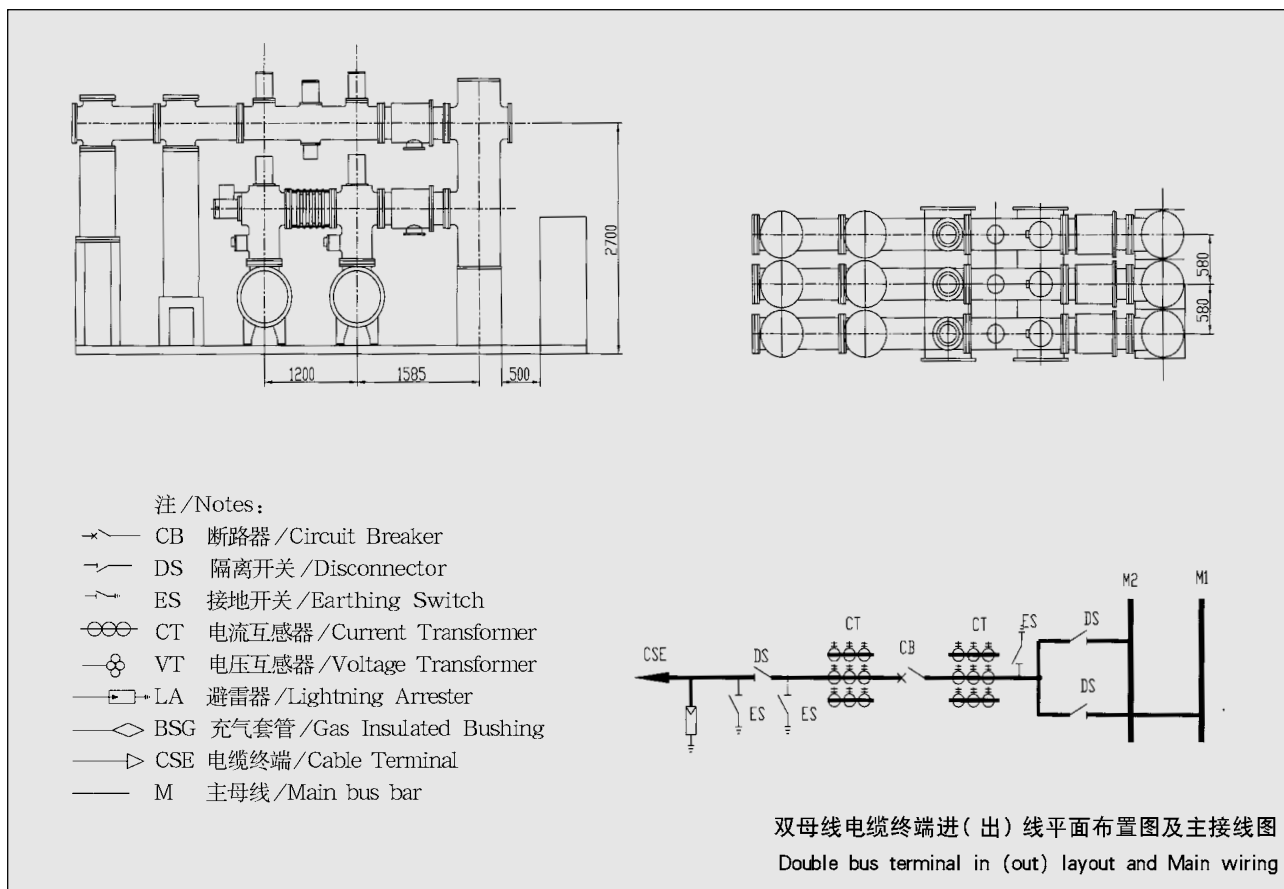 2700
1200
1585
500
580
580
注/Notes:
CB 断路器/Circuit Breaker
DS 隔离开关/Disconnector
ES 接地开关/Earthing Switch
CT 电流互感器/Current Transformer
VT 电压互感器/Voltage Transformer
LA 避雷器/Lightning Arrester
BSG 充气套管/Gas Insulated Bushing
CSE 电缆终端/Cable Terminal
M 主母线/Main bus bar
M2 M1
CT CT ES DS
CSE DS CB
DS
ES ES
双母线电缆终端进(出)线平面布置图及主接线图
Double bus terminal in (out) layout and Main wiring